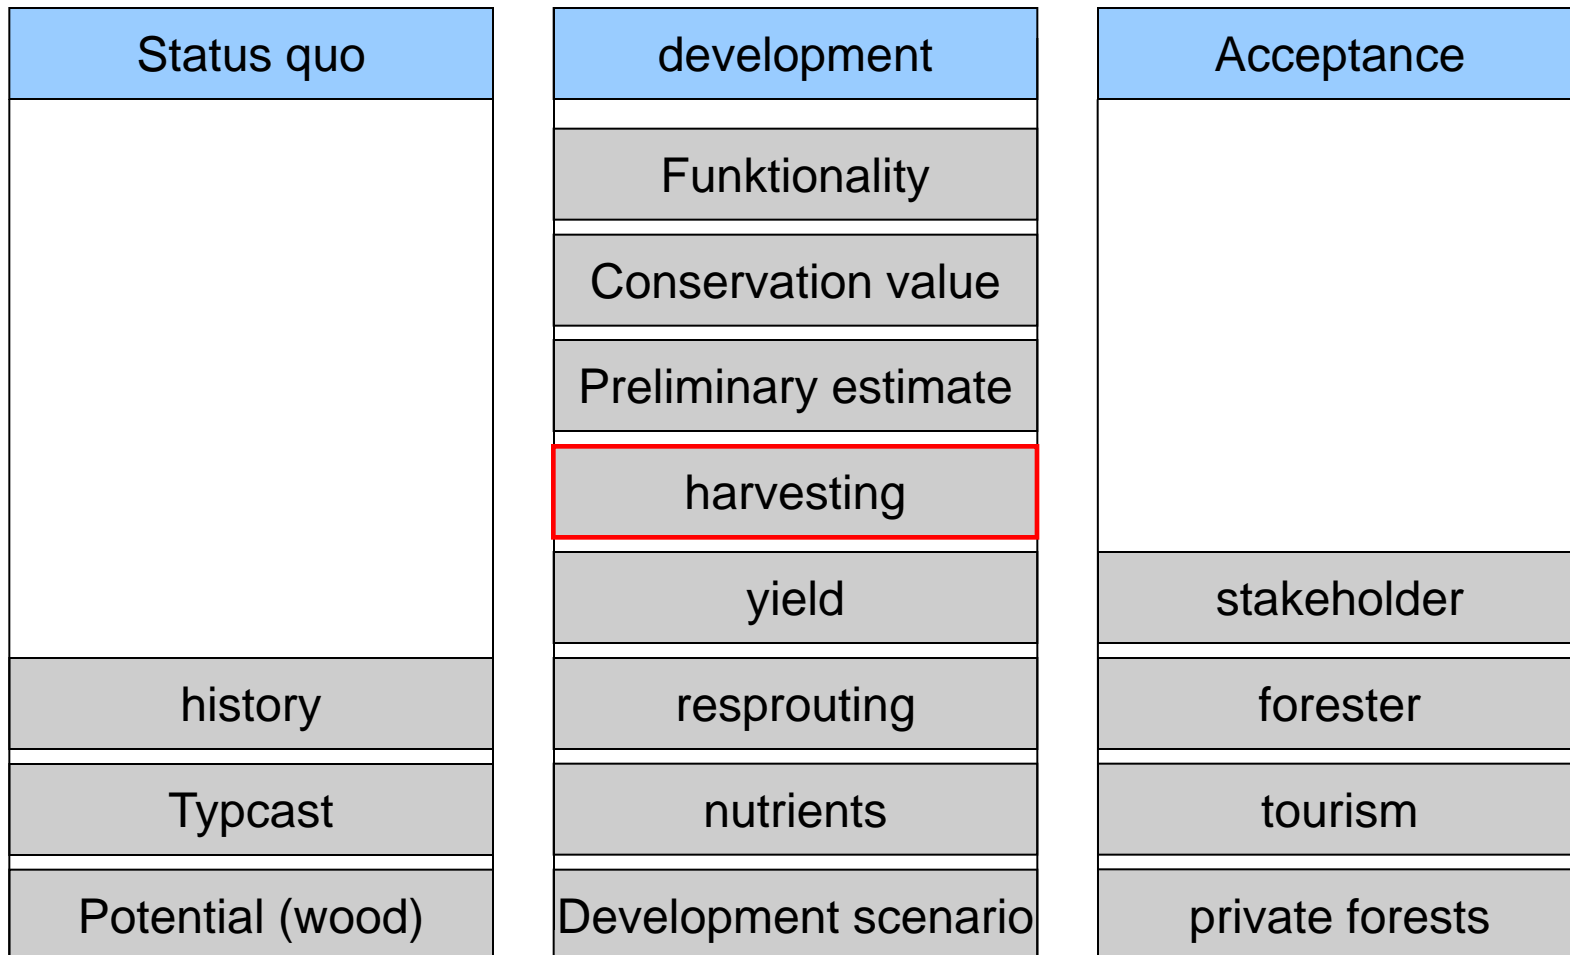 Status quo
history
Typcast
Potential (wood)
development
Funktionality
Conservation value
Preliminary estimate
harvesting
yield
resprouting
nutrients
Development scenario
Acceptance
stakeholder
forester
tourism
private forests